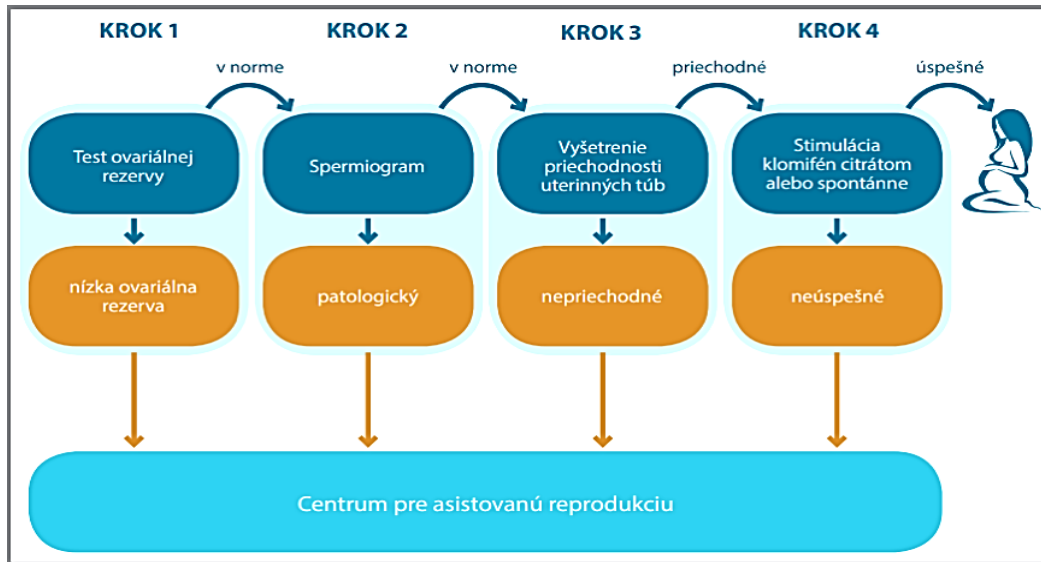 KROK 1
KROK 2
KROK 3
KROK 4
v norme
v norme
priechodné
úspešné
Test ovariálnej
rezervy
Spermiogram
Vyšetrenie
priechodnosti
uterinných túb
Stimulácia
klomifén citrátom
alebo spontánne
nízka ovariálna
rezerva
patologický
nepriechodné
neúspešné
Centrum pre asistovanú reprodukciu